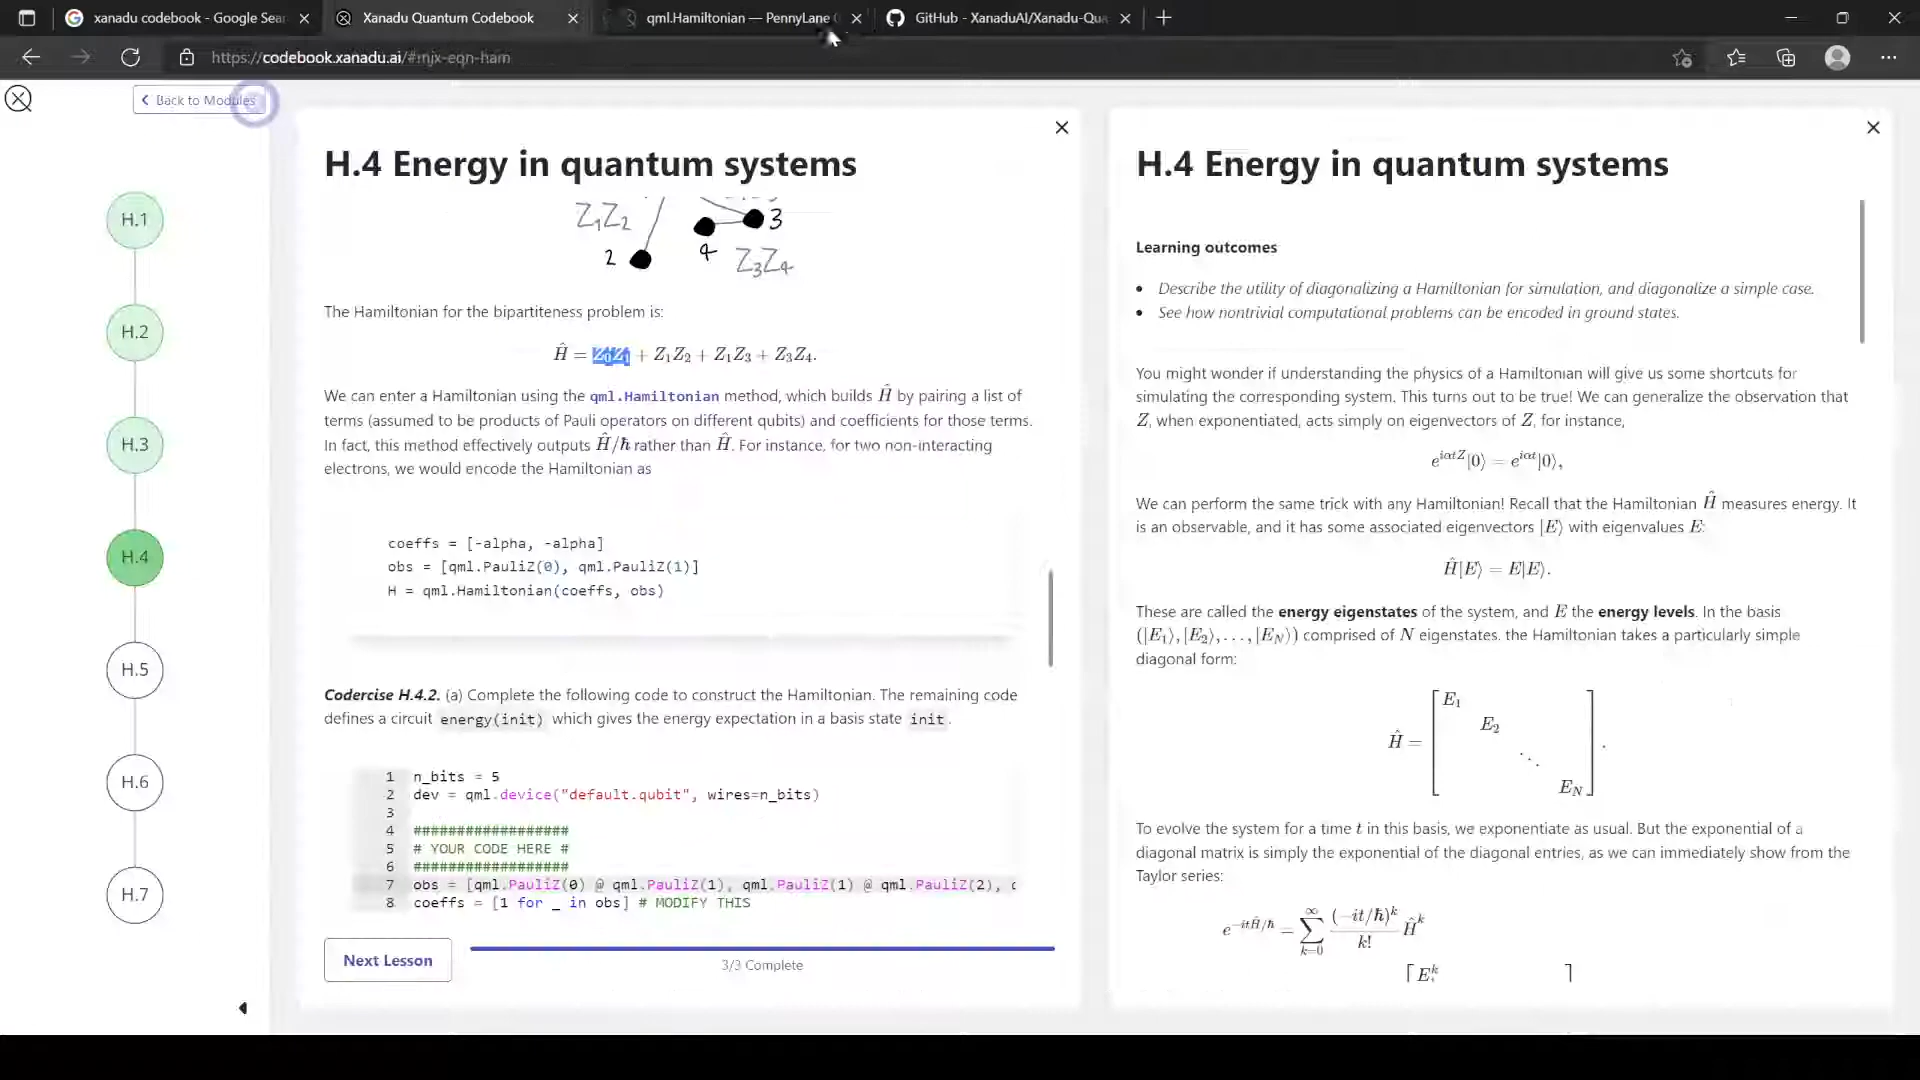 xanadu codebook - Google Sear
Xanadu Quantum Codebook
qml.Hamiltonian — PennyLane
GitHub - XanaduAI/Xanadu-Qua
https://codebook.xanadu.ai/#mjx-eqn-ham
Back to Modules
H.1
H.2
H.3
H.4
H.5
H.6
H.7
H.4 Energy in quantum systems
Z₁Z₂
3
2
4
Z₃Z₄
The Hamiltonian for the bipartiteness problem is:
Ĥ = Z₀Z₁ + Z₁Z₂ + Z₁Z₃ + Z₃Z₄.
We can enter a Hamiltonian using the qml.Hamiltonian method, which builds Ĥ by pairing a list of
terms (assumed to be products of Pauli operators on different qubits) and coefficients for those terms.
In fact, this method effectively outputs Ĥ/ħ rather than Ĥ. For instance, for two non-interacting
electrons, we would encode the Hamiltonian as
coeffs = [-alpha, -alpha]
obs = [qml.PauliZ(0), qml.PauliZ(1)]
H = qml.Hamiltonian(coeffs, obs)
Codercise H.4.2. (a) Complete the following code to construct the Hamiltonian. The remaining code
defines a circuit energy(init) which gives the energy expectation in a basis state init.
1 n_bits = 5
2 dev = qml.device("default.qubit", wires=n_bits)
3
4 ##################
5 # YOUR CODE HERE #
6 ##################
7 obs = [qml.PauliZ(0) @ qml.PauliZ(1), qml.PauliZ(1) @ qml.PauliZ(2), 
8 coeffs = [1 for _ in obs] # MODIFY THIS
Next Lesson
3/3 Complete
H.4 Energy in quantum systems
Learning outcomes
• Describe the utility of diagonalizing a Hamiltonian for simulation, and diagonalize a simple case.
• See how nontrivial computational problems can be encoded in ground states.
You might wonder if understanding the physics of a Hamiltonian will give us some shortcuts for
simulating the corresponding system. This turns out to be true! We can generalize the observation that
Z, when exponentiated, acts simply on eigenvectors of Z, for instance,
e^{iαtZ}|0⟩ = e^{iαt}|0⟩,
We can perform the same trick with any Hamiltonian! Recall that the Hamiltonian Ĥ measures energy. It
is an observable, and it has some associated eigenvectors |E⟩ with eigenvalues E:
Ĥ|E⟩ = E|E⟩.
These are called the energy eigenstates of the system, and E the energy levels. In the basis
(|E₁⟩, |E₂⟩, . . . , |E_N⟩) comprised of N eigenstates, the Hamiltonian takes a particularly simple
diagonal form:
Ĥ = [E₁ E₂ ⋱ E_N].
To evolve the system for a time t in this basis, we exponentiate as usual. But the exponential of a
diagonal matrix is simply the exponential of the diagonal entries, as we can immediately show from the
Taylor series:
e^{-itĤ/ħ} = ∑_{k=0}^{∞} (−it/ħ)^k / k! Ĥ^k